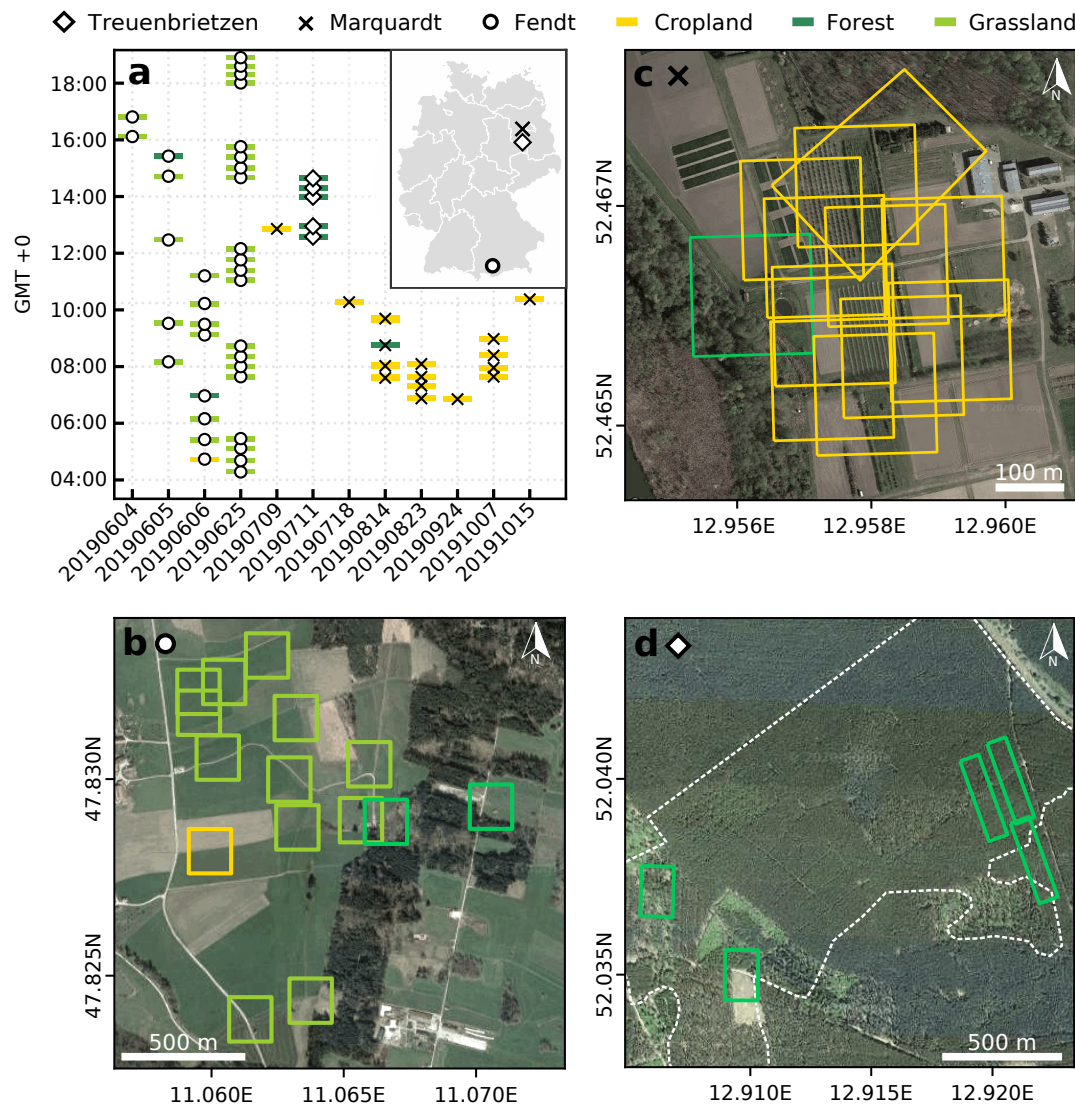 Treuenbrietzen Marquardt Fendt Cropland Forest Grassland
a
GMT +0
18:00
16:00
14:00
12:00
10:00
08:00
06:00
04:00
20190604 20190605 20190606 20190625 20190709 20190711 20190718 20190814 20190823 20190924 20191007 20191015
c
N
52.467N
52.465N
100 m
12.956E 12.958E 12.960E
b
N
47.830N
47.825N
500 m
11.060E 11.065E 11.070E
d
N
52.040N
52.035N
500 m
12.910E 12.915E 12.920E